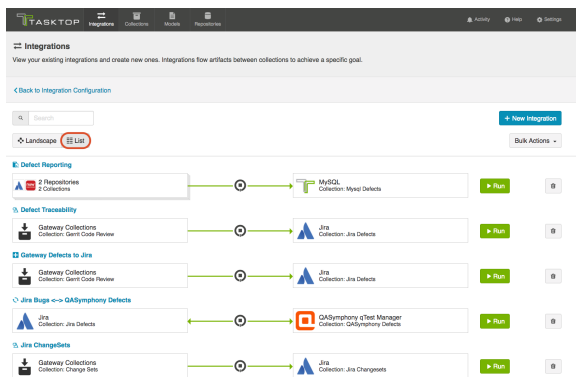 TASKTOP
Integrations
Collections
Models
Repositories
Activity
Help
Settings
Integrations
View your existing integrations and create new ones. Integrations flow artifacts between collections to achieve a specific goal.
Back to Integration Configuration
Search
+ New Integration
Landscape
List
Bulk Actions
Defect Reporting
2 Repositories
2 Collections
MySQL
Collection: Mysql Defects
Run
Defect Traceability
Gateway Collections
Collection: Gerrit Code Review
Jira
Collection: Jira Defects
Run
Gateway Defects to Jira
Gateway Collections
Collection: Gerrit Code Review
Jira
Collection: Jira Defects
Run
Jira Bugs <--> QASymphony Defects
Jira
Collection: Jira Defects
QASymphony qTest Manager
Collection: QASymphony Defects
Run
Jira ChangeSets
Gateway Collections
Collection: Change Sets
Jira
Collection: Jira Changesets
Run